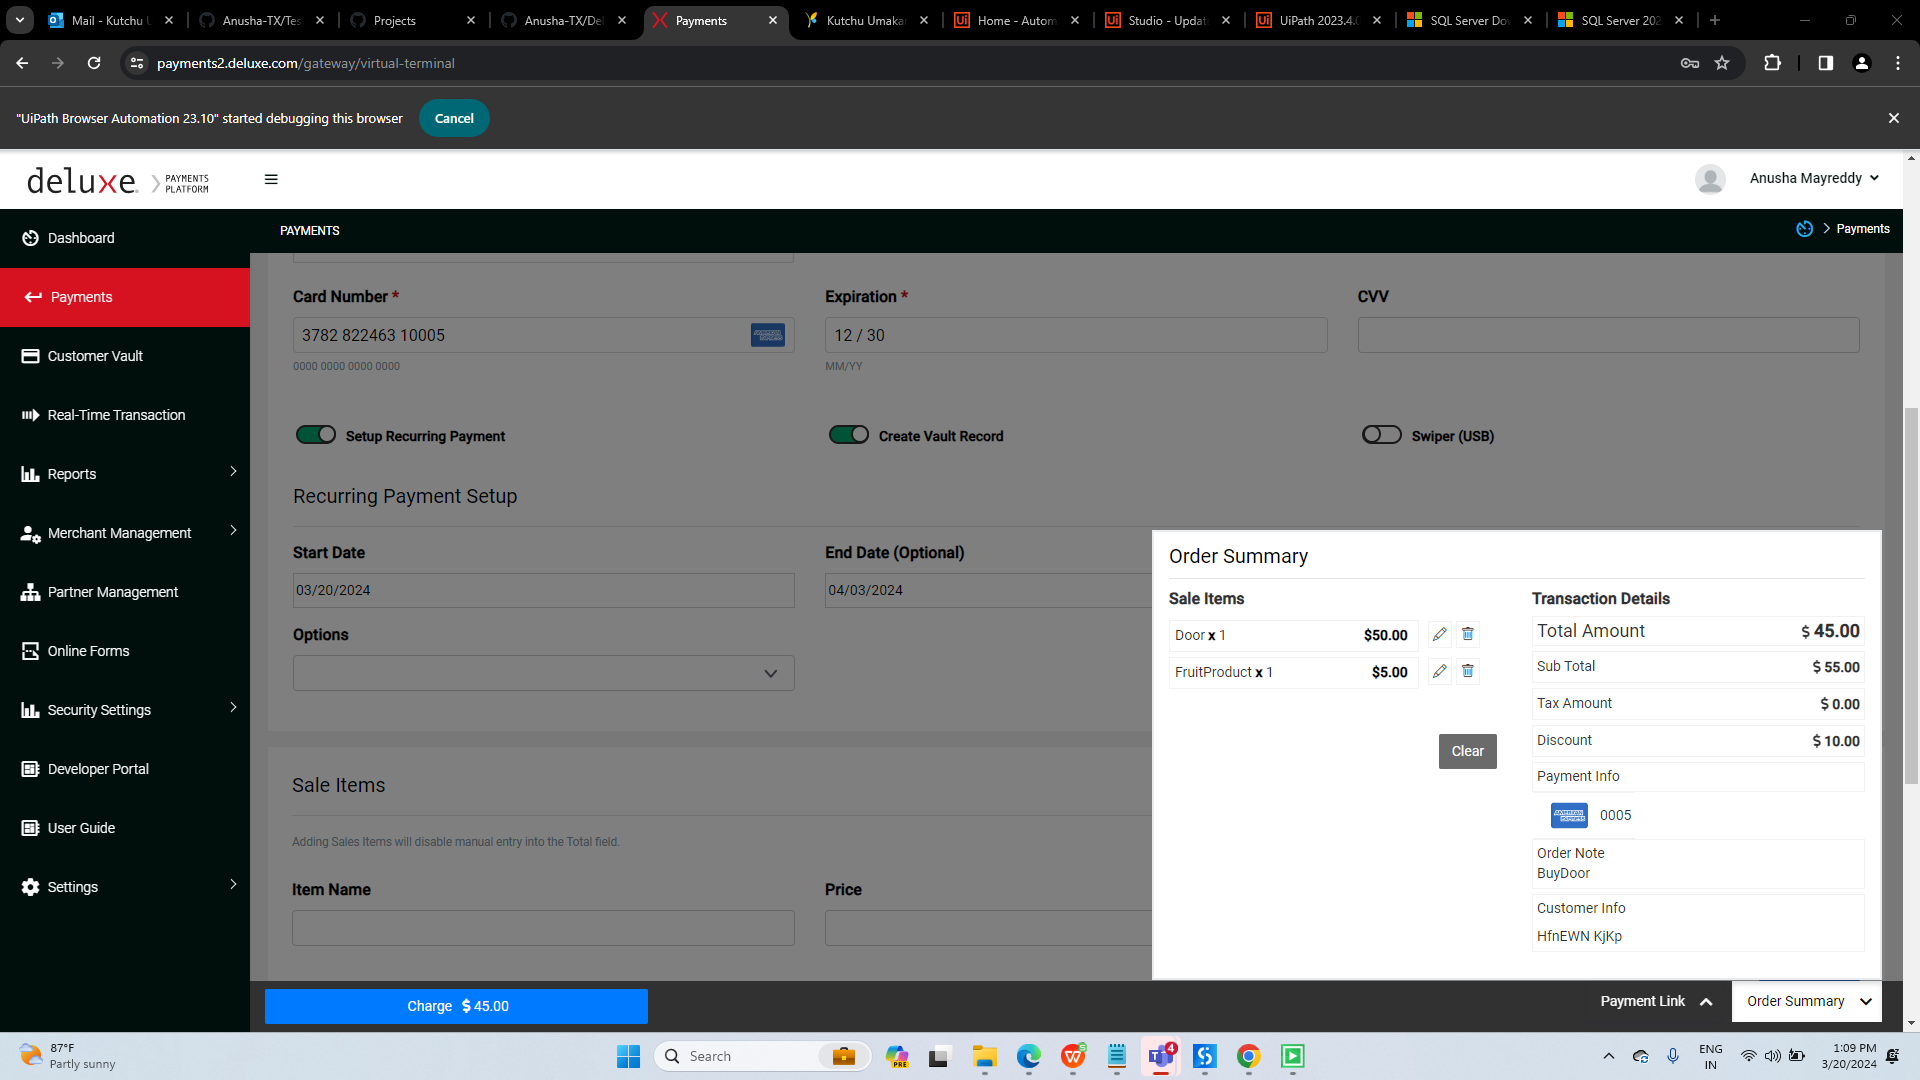 Mail - Kutchu U
Anusha-TX/Tes
Projects
Anusha-TX/Del
Payments
Kutchu Umakan
Home - Autom
Studio - Updat
UiPath 2023.4.0
SQL Server Do
SQL Server 202
payments2.deluxe.com/gateway/virtual-terminal
"UiPath Browser Automation 23.10" started debugging this browser
Cancel
deluxe.
PAYMENTS
PLATFORM
Anusha Mayreddy
Dashboard
PAYMENTS
Payments
Payments
Customer Vault
Real-Time Transaction
Reports
Merchant Management
Partner Management
Online Forms
Security Settings
Developer Portal
User Guide
Settings
Card Number *
Expiration *
CVV
3782 822463 10005
12 / 30
0000 0000 0000 0000
MM/YY
Setup Recurring Payment
Create Vault Record
Swiper (USB)
Recurring Payment Setup
Start Date
End Date (Optional)
03/20/2024
04/03/2024
Options
Sale Items
Adding Sales Items will disable manual entry into the Total field.
Item Name
Price
Order Summary
Sale Items
Door x 1
$50.00
FruitProduct x 1
$5.00
Clear
Transaction Details
Total Amount
$ 45.00
Sub Total
$ 55.00
Tax Amount
$ 0.00
Discount
$ 10.00
Payment Info
AMERICAN EXPRESS
0005
Order Note
BuyDoor
Customer Info
HfnEWN KjKp
Charge $ 45.00
Payment Link
Order Summary
87°F
Partly sunny
Search
PRE
4
ENG
IN
1:09 PM
3/20/2024